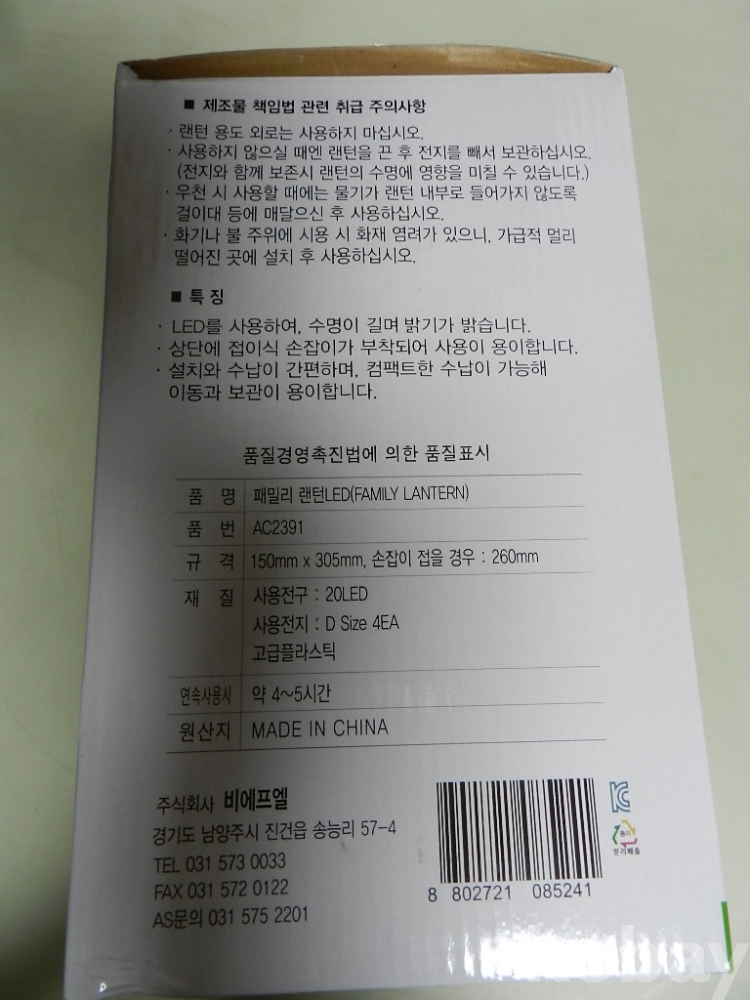 ■ 제조물 책임법 관련 취급 주의사항
· 랜턴 용도 외로는 사용하지 마십시오.
· 사용하지 않으실 때엔 랜턴을 끈 후 전지를 빼서 보관하십시오.
(전지와 함께 보존시 랜턴의 수명에 영향을 미칠 수 있습니다.)
· 우천 시 사용할 때에는 물기가 랜턴 내부로 들어가지 않도록
걸이대 등에 매달으신 후 사용하십시오.
· 화기나 불 주위에 시용 시 화재 염려가 있으니, 가급적 멀리
떨어진 곳에 설치 후 사용하십시오.
■ 특 징
· LED를 사용하여, 수명이 길며 밝기가 밝습니다.
· 상단에 접이식 손잡이가 부착되어 사용이 용이합니다.
· 설치와 수납이 간편하며, 컴팩트한 수납이 가능해
이동과 보관이 용이합니다.
품질경영촉진법에 의한 품질표시
품 명 패밀리 랜턴LED(FAMILY LANTERN)
품 번 AC2391
규 격 150mm x 305mm, 손잡이 접을 경우 : 260mm
재 질 사용전구 : 20LED
사용전지 : D Size 4EA
고급플라스틱
연속사용시 약 4~5시간
원산지 MADE IN CHINA
주식회사 비에프엘
경기도 남양주시 진건읍 송능리 57-4
TEL 031 573 0033
FAX 031 572 0122
AS문의 031 575 2201
8 802721 085241
종이
분리배출